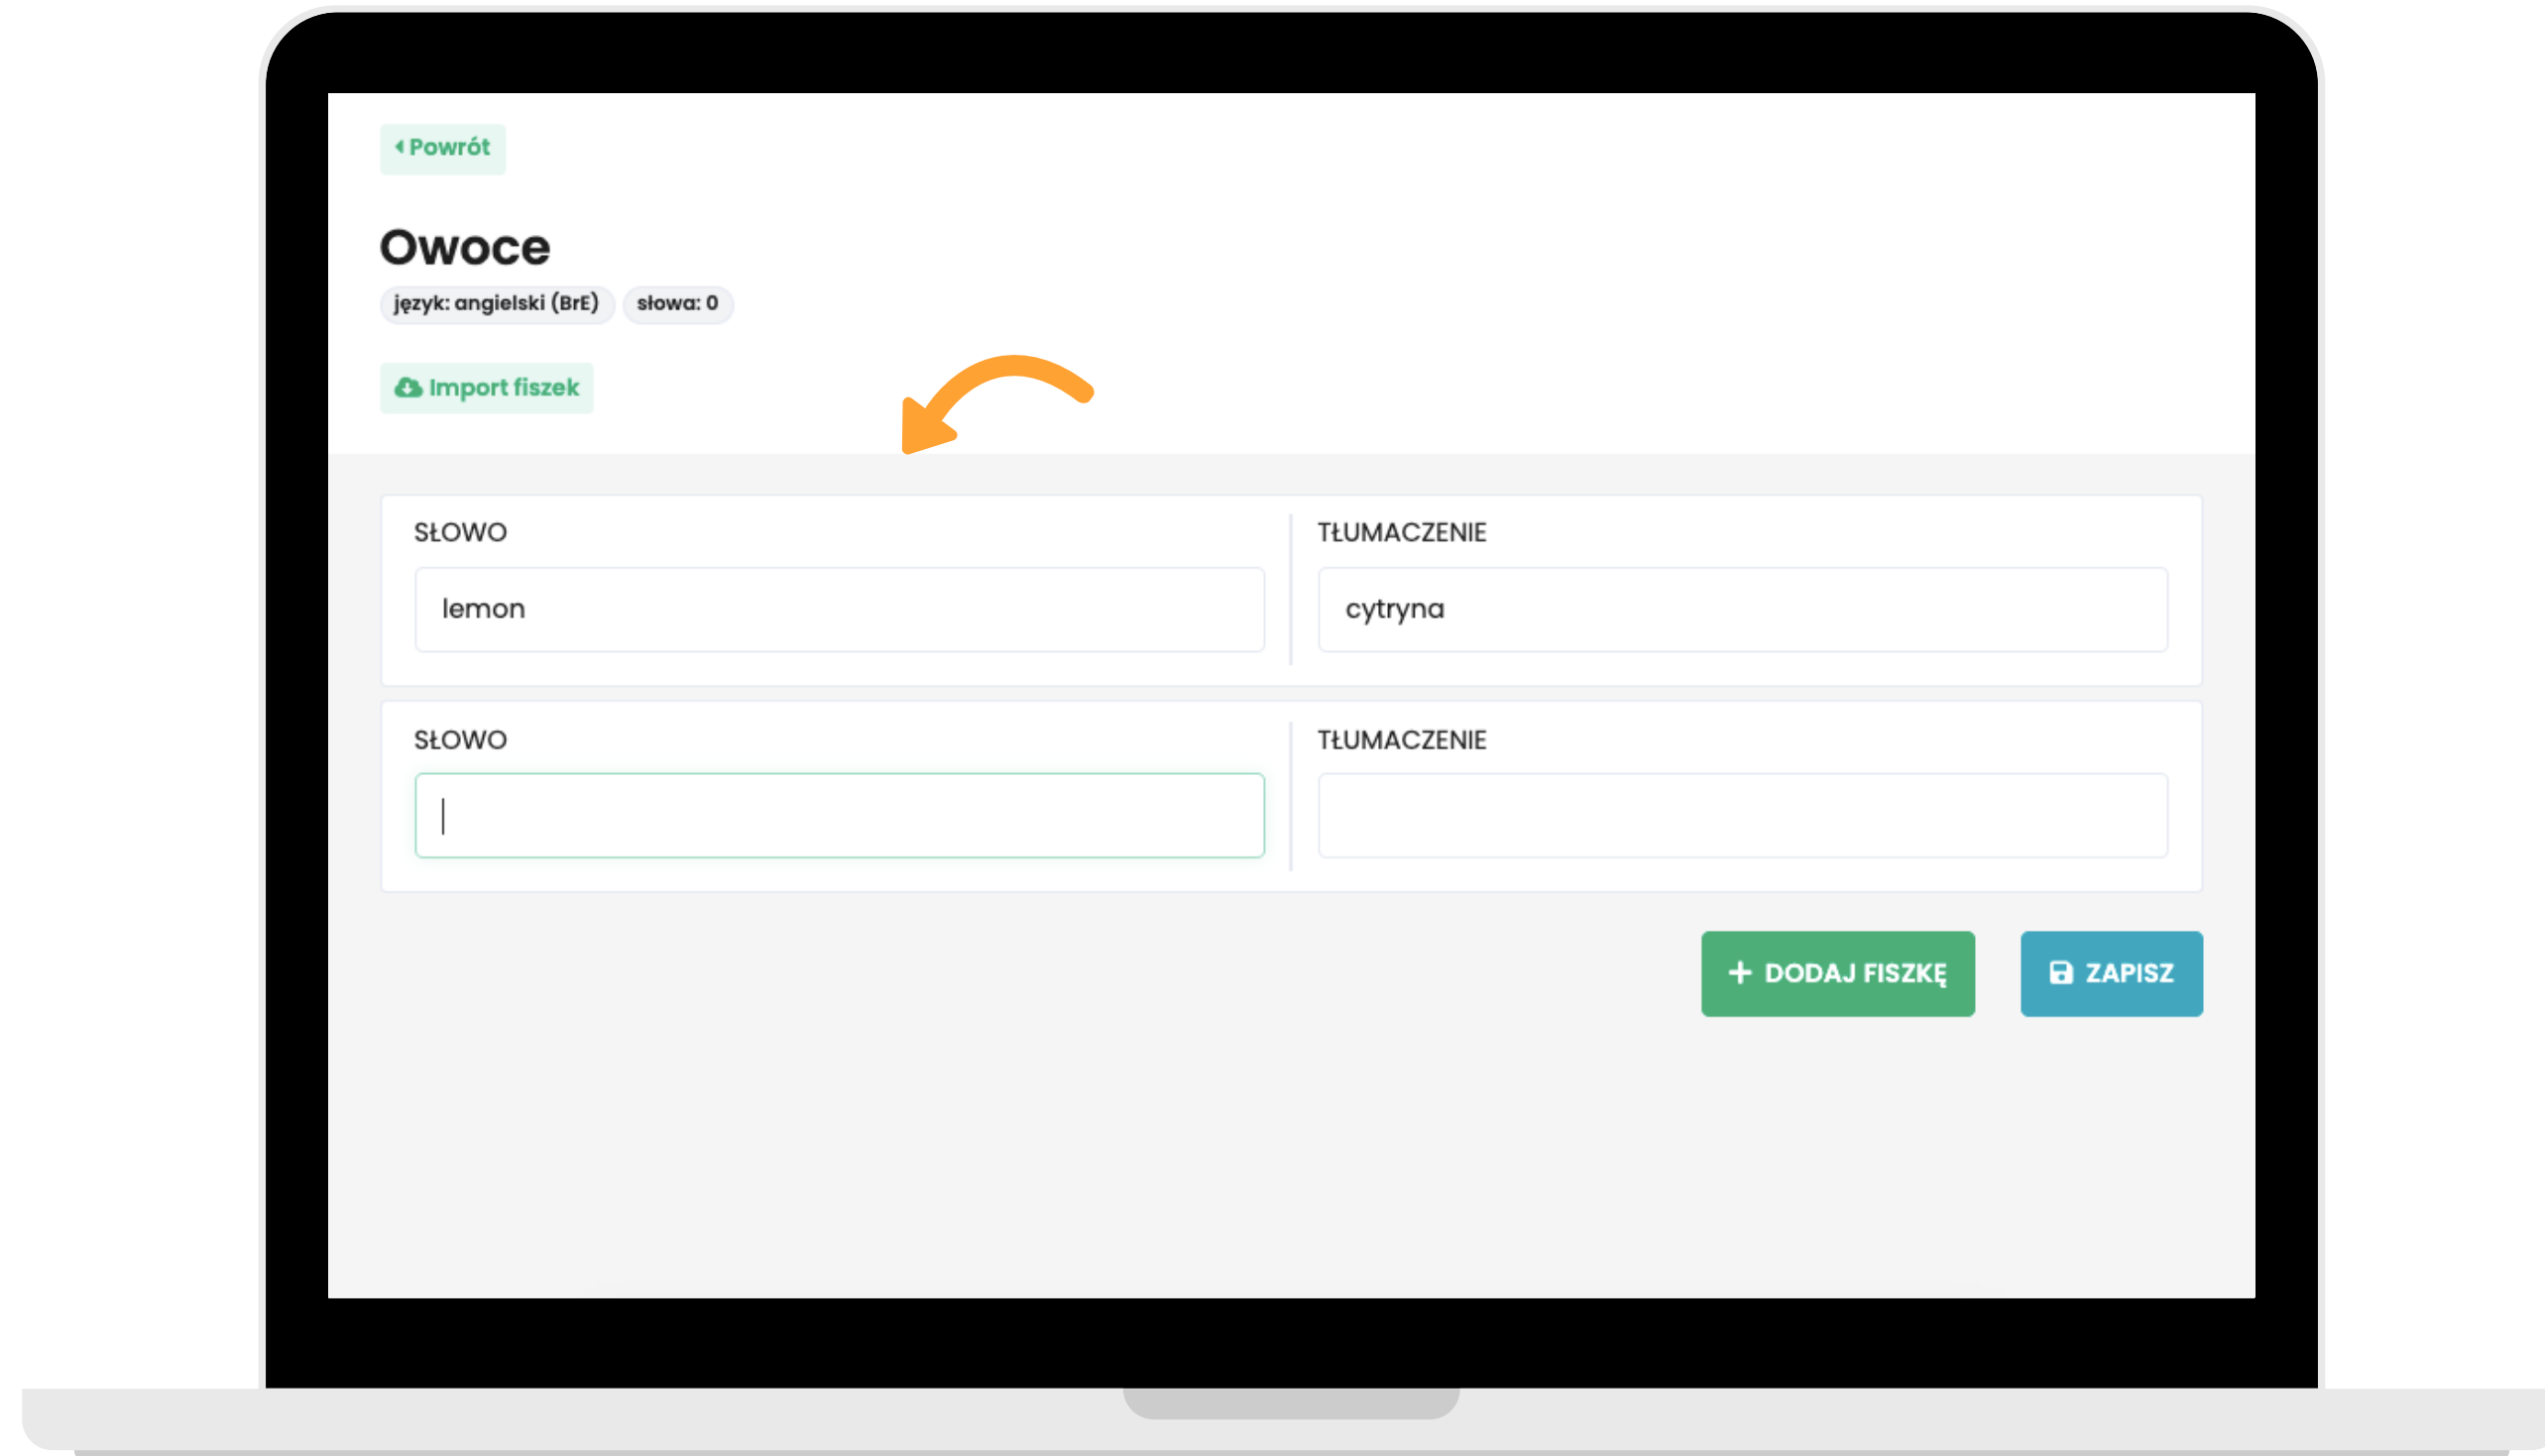 Powrót
Owoce
język: angielski (BrE) słowa: 0
Import fiszek
SŁOWO TŁUMACZENIE
lemon cytryna
SŁOWO TŁUMACZENIE
+ DODAJ FISZKĘ ZAPISZ